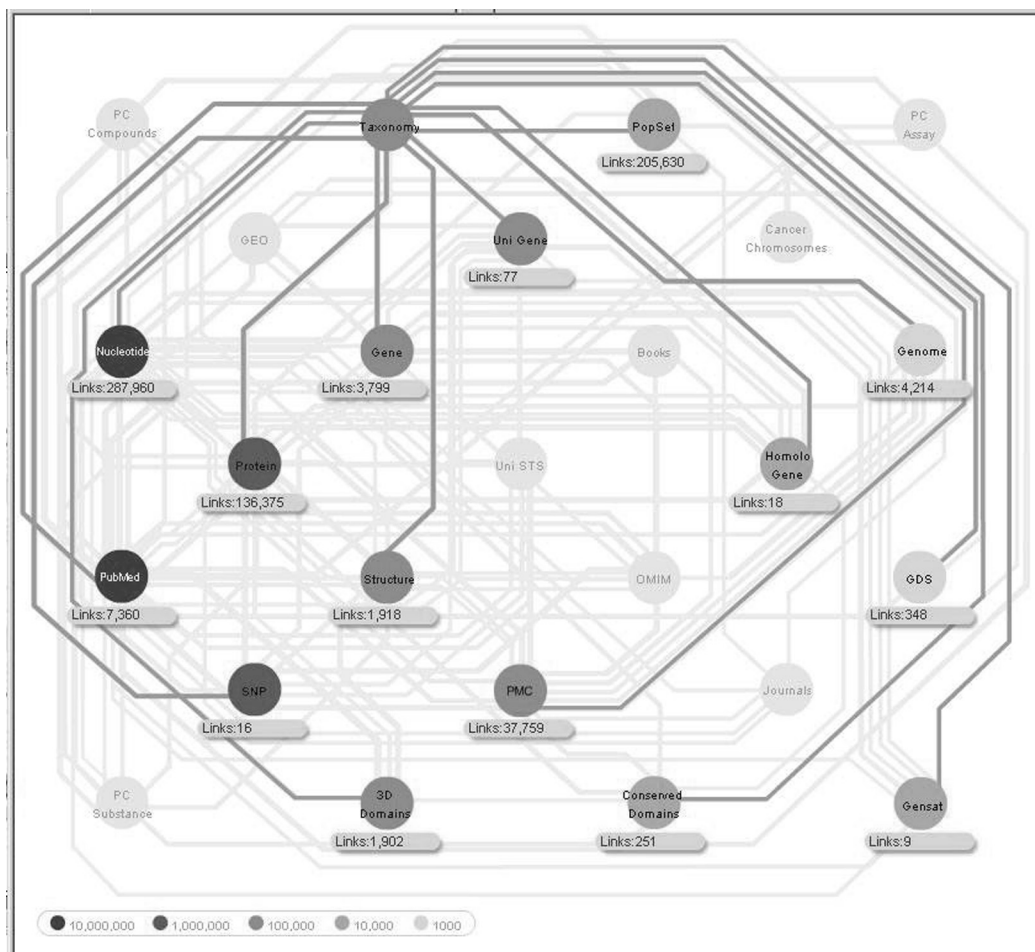 PC
Compounds
Taxonomy
PopSet
Links:205,630
PC
Assay
GEO
Uni Gene
Links:77
Cancer
Chromosomes
Nucleotide
Links:287,960
Gene
Links:3,799
Books
Genome
Links:4,214
Protein
Links:136,375
Uni STS
Homolo
Gene
Links:18
PubMed
Links:7,360
Structure
Links:1,918
OMIM
GDS
Links:348
SNP
Links:16
PMC
Links:37,759
Journals
PC
Substance
3D
Domains
Links:1,902
Conserved
Domains
Links:251
Gensat
Links:9
10,000,000 1,000,000 100,000 10,000 1000